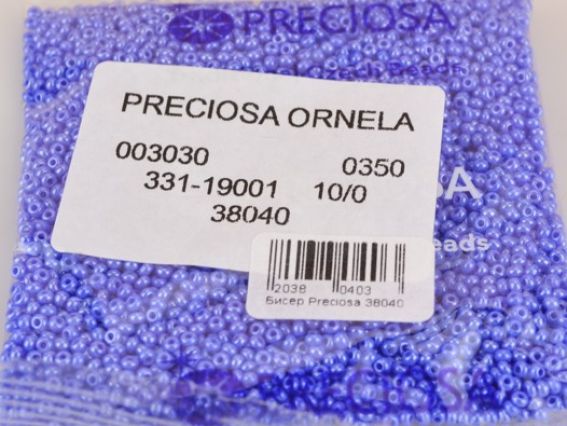 PRECIOSA
PRECIOSA ORNELA
003030 0350
331-19001 10/0
38040
2038 0403
Бисер Preciosa 38040